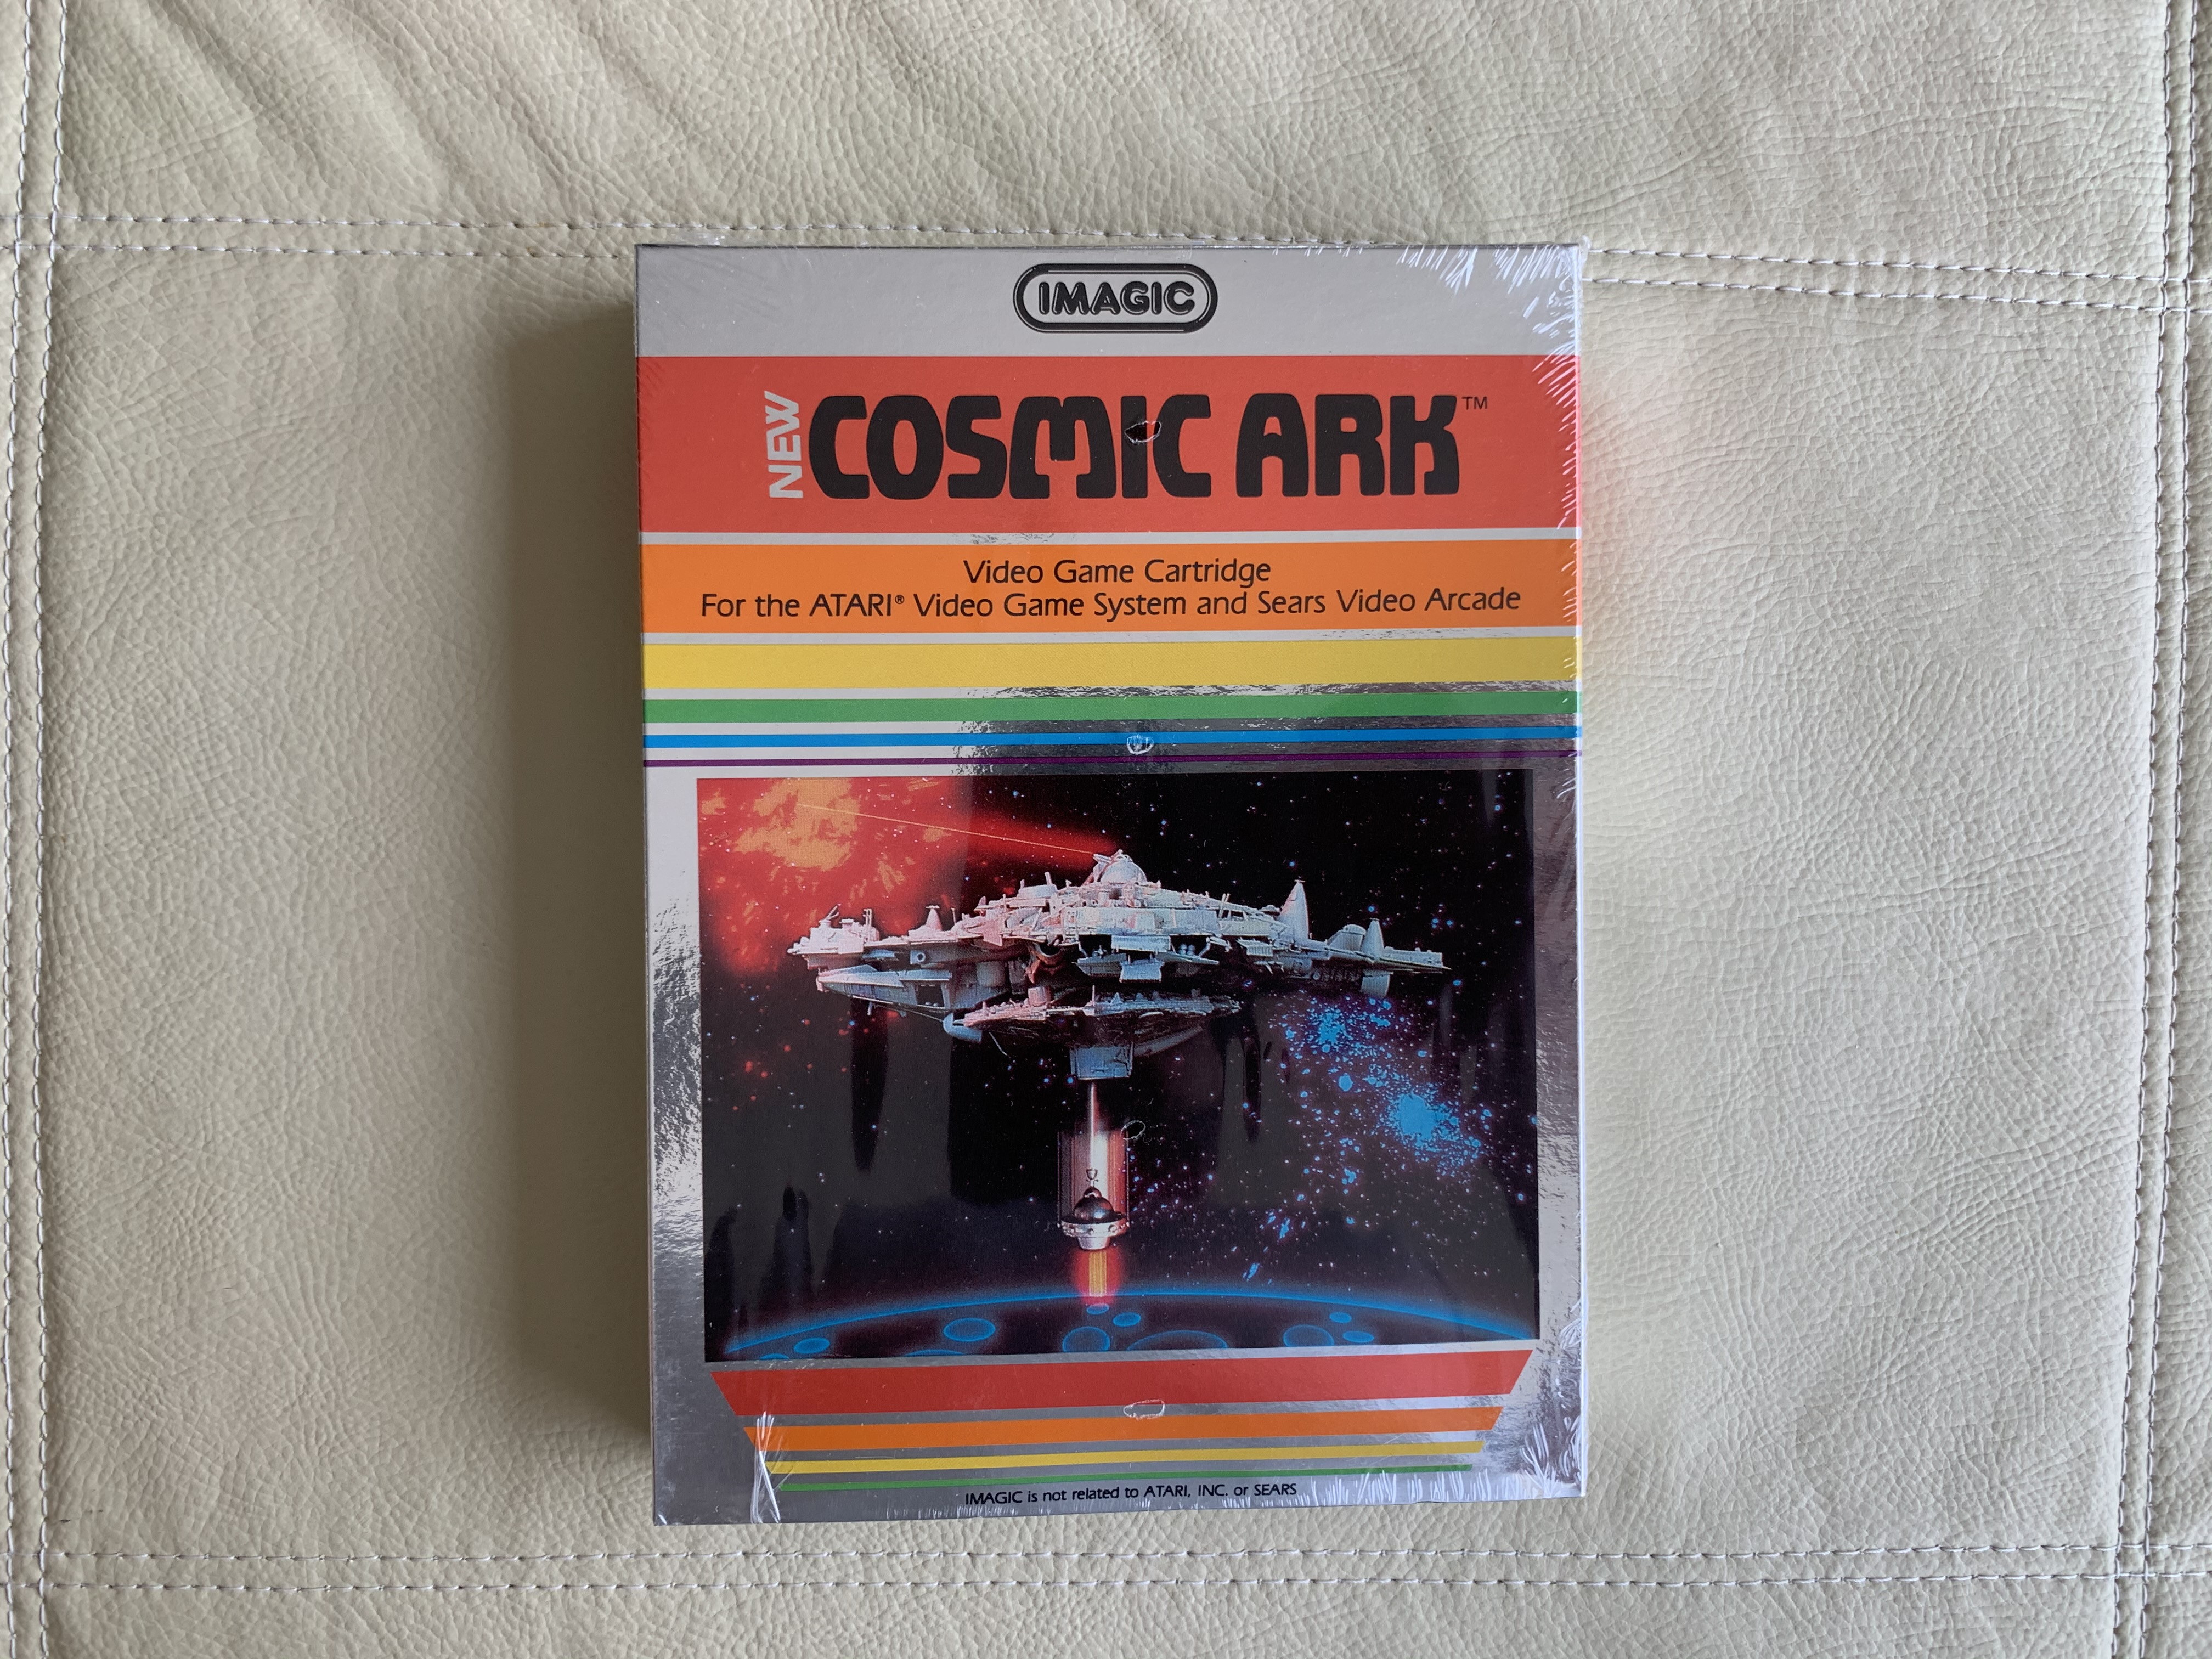 IMAGIC
NEW COSMIC ARK™
Video Game Cartridge
For the ATARI® Video Game System and Sears Video Arcade
IMAGIC is not related to ATARI, INC. or SEARS